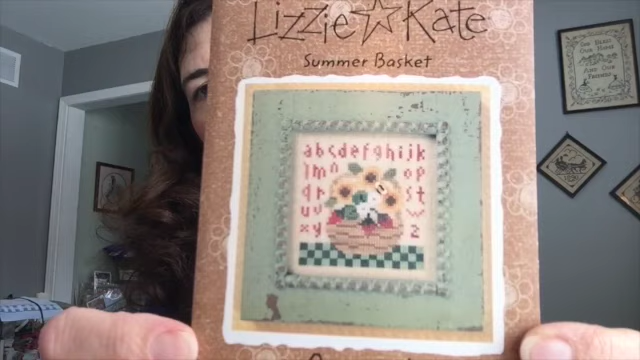 Lizzie ☆ Kate
Summer Basket
abcdefghijk
lmn op
qr st
uv w
xy z